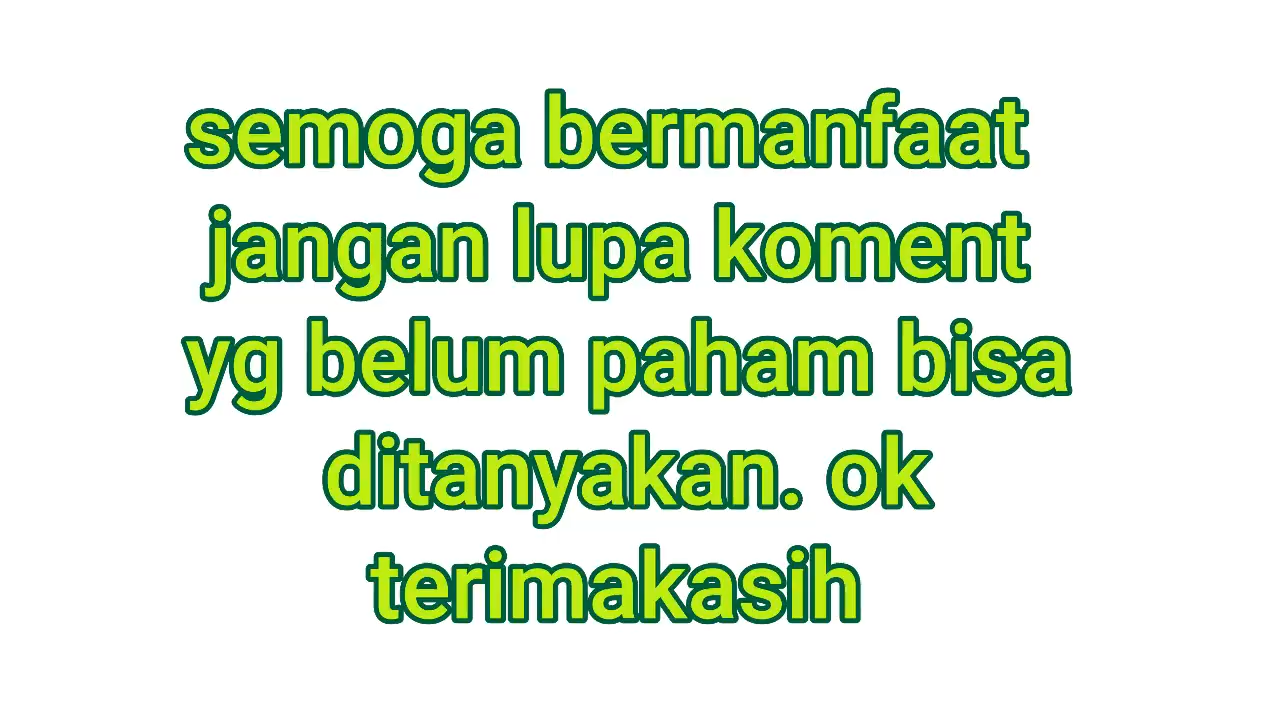 semoga bermanfaat
jangan lupa koment
yg belum paham bisa
ditanyakan. ok
terimakasih